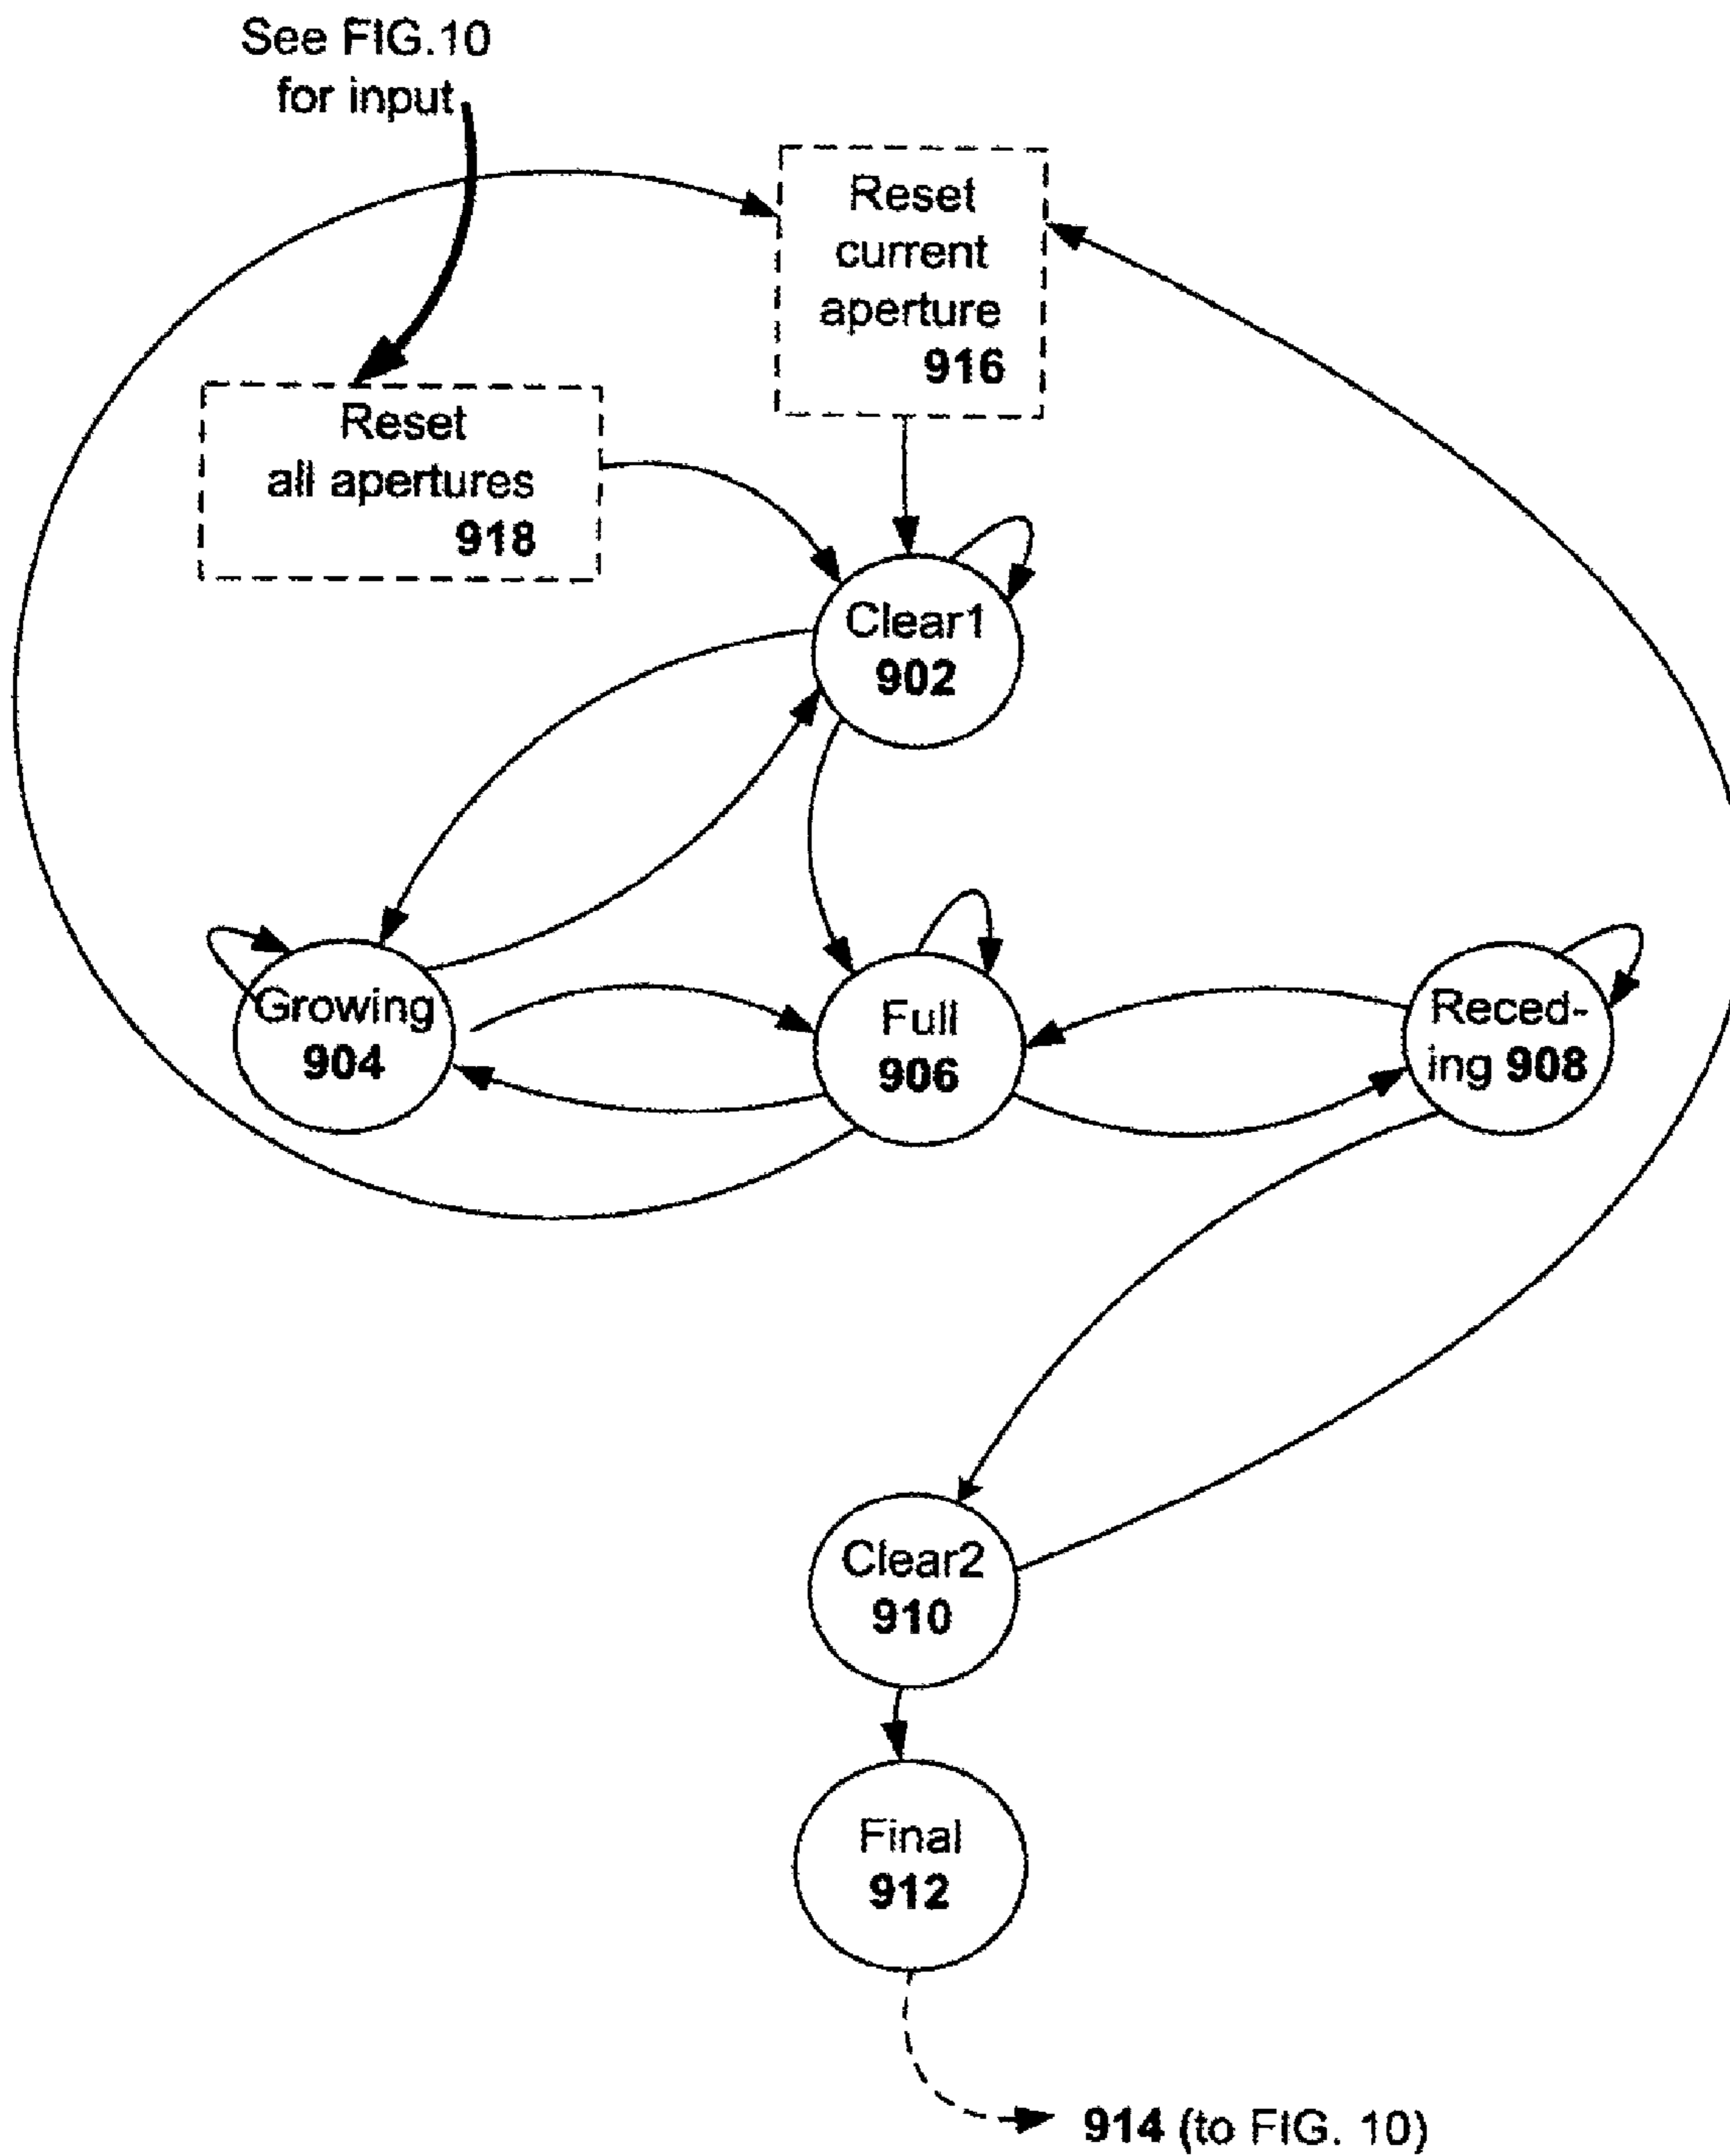 See FIG.10
for input
Reset
current
aperture
916
Reset
all apertures
918
Clear1
902
Growing
904
Full
906
Reced-
ing 908
Clear2
910
Final
912
914 (to FIG. 10)